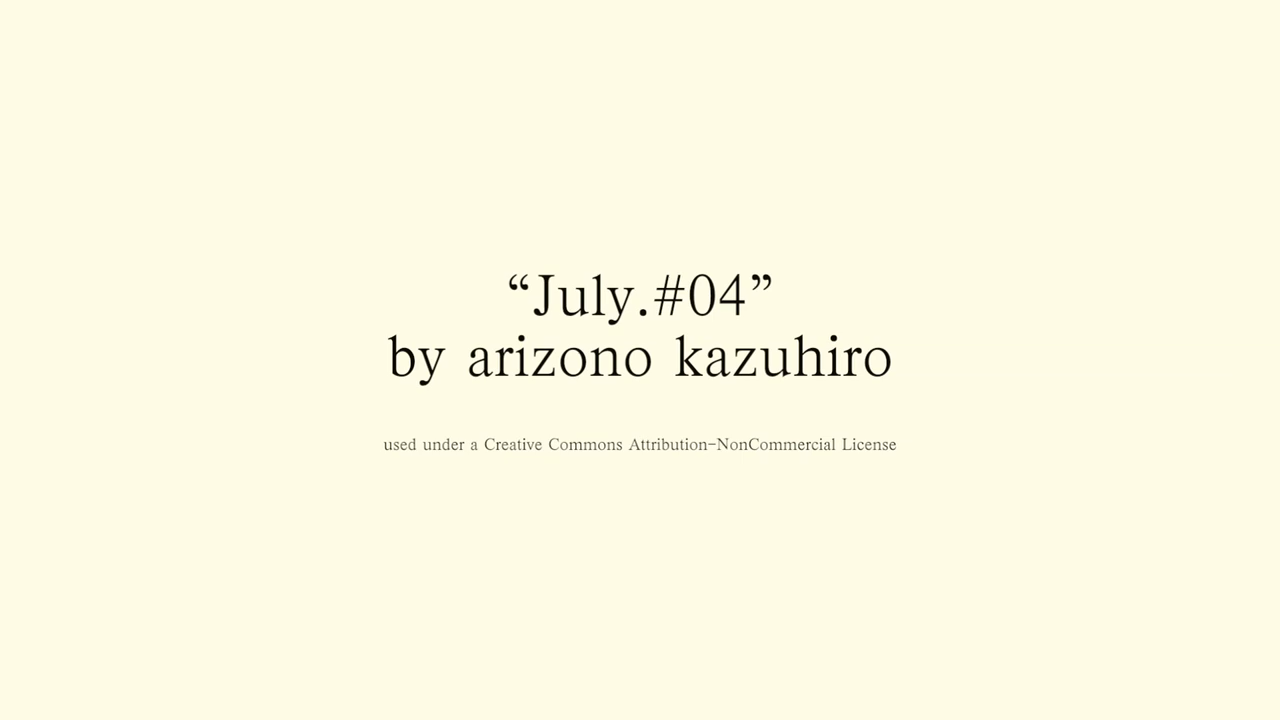 “July.#04”
by arizono kazuhiro
used under a Creative Commons Attribution-NonCommercial License